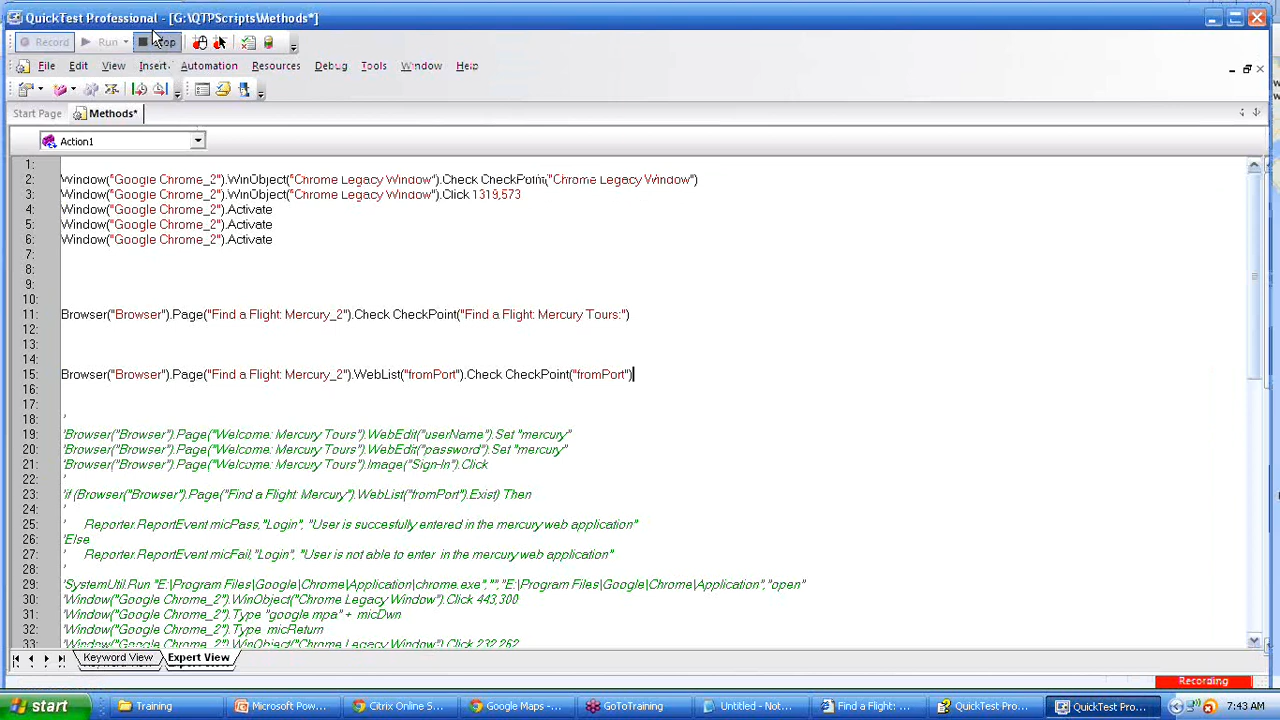 QuickTest Professional - [G:\QTPScripts\Methods*]
Record Run Stop
File Edit View Insert Automation Resources Debug Tools Window Help
Start Page Methods*
Action1
1:
2: Window("Google Chrome_2").WinObject("Chrome Legacy Window").Check CheckPoint("Chrome Legacy Window")
3: Window("Google Chrome_2").WinObject("Chrome Legacy Window").Click 1319,573
4: Window("Google Chrome_2").Activate
5: Window("Google Chrome_2").Activate
6: Window("Google Chrome_2").Activate
7:
8:
9:
10:
11: Browser("Browser").Page("Find a Flight: Mercury_2").Check CheckPoint("Find a Flight: Mercury Tours:")
12:
13:
14:
15: Browser("Browser").Page("Find a Flight: Mercury_2").WebList("fromPort").Check CheckPoint("fromPort")
16:
17:
18: '
19: 'Browser("Browser").Page("Welcome: Mercury Tours").WebEdit("userName").Set "mercury"
20: 'Browser("Browser").Page("Welcome: Mercury Tours").WebEdit("password").Set "mercury"
21: 'Browser("Browser").Page("Welcome: Mercury Tours").Image("Sign-In").Click
22: '
23: 'if (Browser("Browser").Page("Find a Flight: Mercury").WebList("fromPort").Exist) Then
24: '
25: ' Reporter.ReportEvent micPass,"Login", "User is succesfully entered in the mercury web application"
26: 'Else
27: ' Reporter.ReportEvent micFail,"Login", "User is not able to enter in the mercury web application"
28: '
29: 'SystemUtil.Run "E:\Program Files\Google\Chrome\Application\chrome.exe","","E:\Program Files\Google\Chrome\Application","open"
30: 'Window("Google Chrome_2").WinObject("Chrome Legacy Window").Click 443,300
31: 'Window("Google Chrome_2").Type "google mpa" + micDwn
32: 'Window("Google Chrome_2").Type micReturn
33: 'Window("Google Chrome_2").WinObject("Chrome Legacy Window").Click 232,262
Keyword View Expert View
Recording
start Training Microsoft Pow... Citrix Online S... Google Maps -... GoToTraining Untitled - Not... Find a Flight: ... QuickTest Pro... QuickTest Pro... 7:43 AM